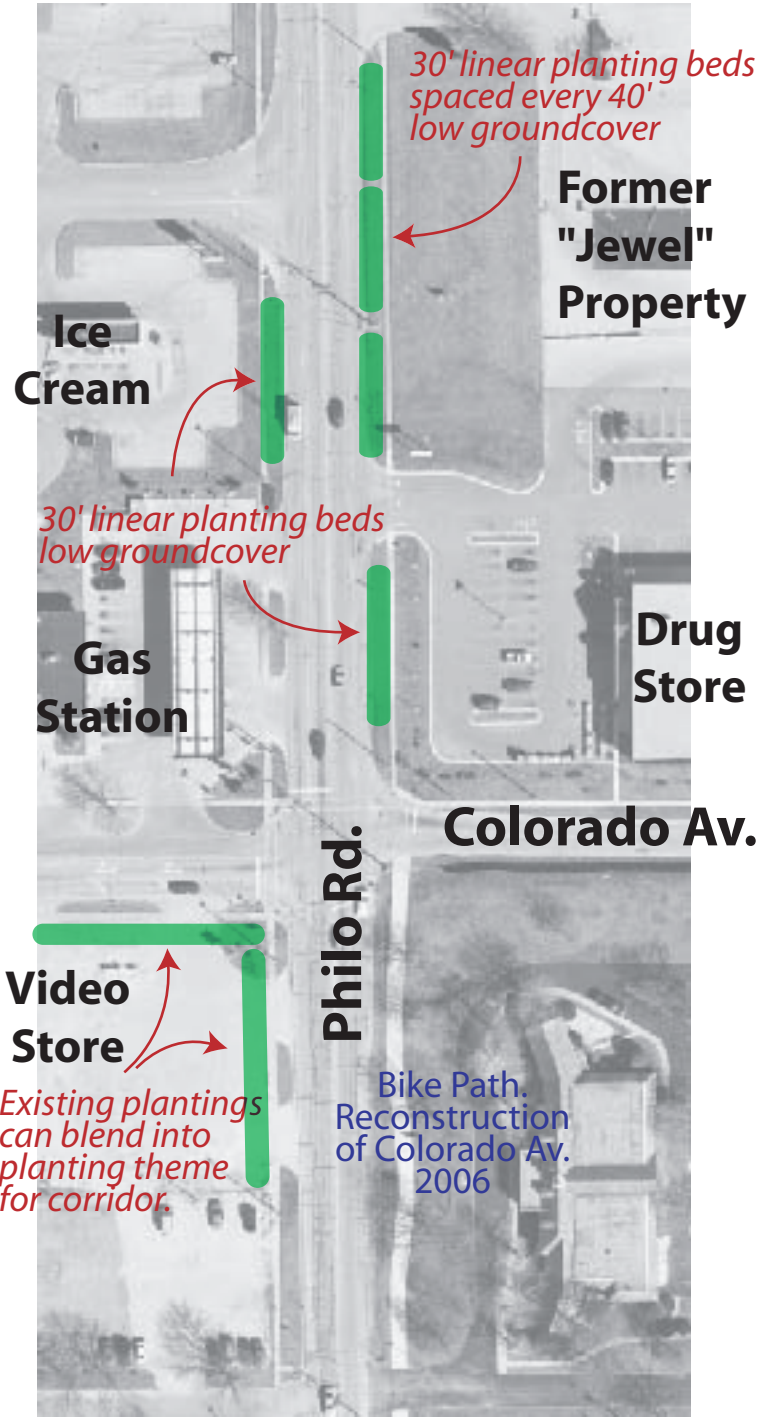 30' linear planting beds
spaced every 40'
low groundcover
Former
"Jewel"
Property
Ice
Cream
30' linear planting beds
low groundcover
Gas
Station
Drug
Store
Colorado Av.
Philo Rd.
Video
Store
Existing plantings
can blend into
planting theme
for corridor.
Bike Path.
Reconstruction
of Colorado Av.
2006